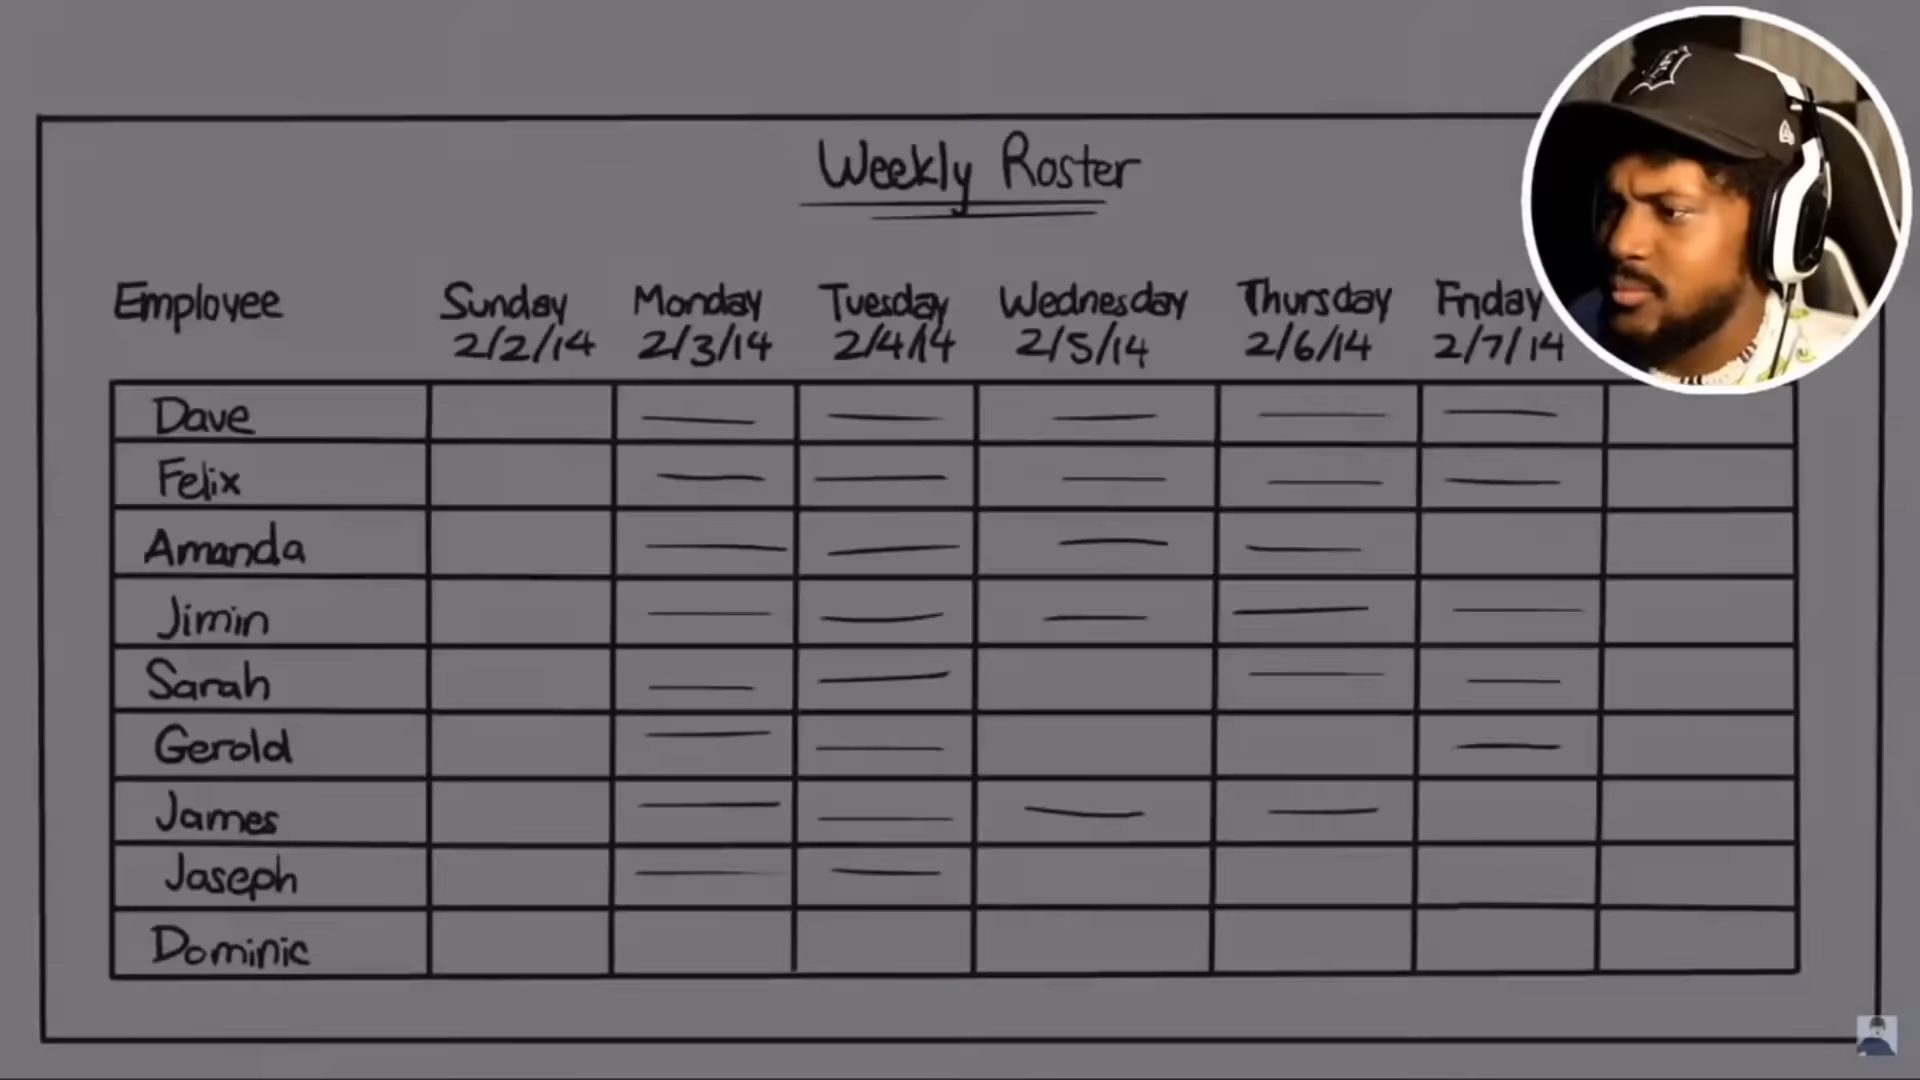 Weekly Roster
Employee Sunday Monday Tuesday Wednesday Thursday Friday
2/2/14 2/3/14 2/4/14 2/5/14 2/6/14 2/7/14
Dave
Felix
Amanda
Jimin
Sarah
Gerold
James
Joseph
Dominic